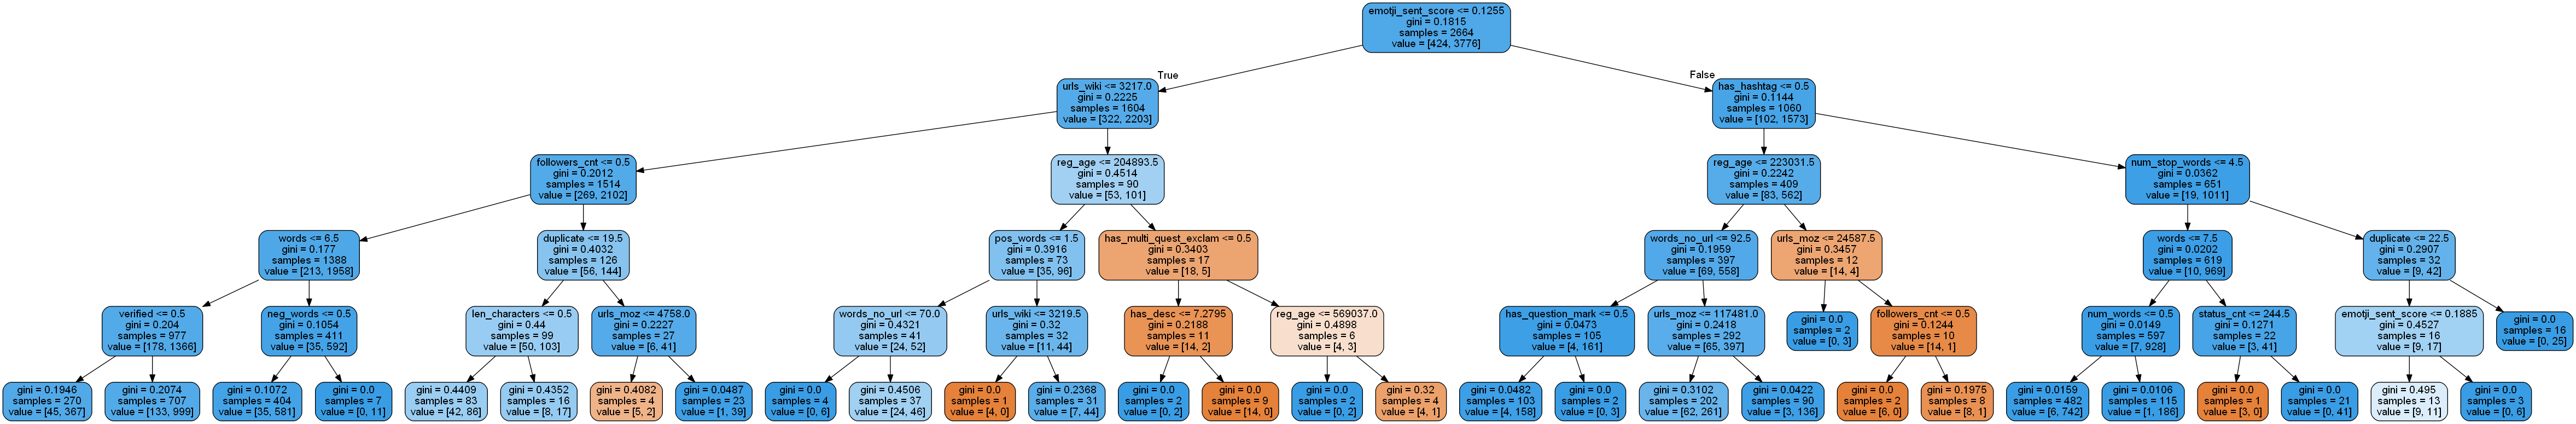 emotji_sent_score <= 0.1255
gini = 0.1815
samples = 2664
value = [424, 3776]
True
False
urls_wiki <= 3217.0
gini = 0.2225
samples = 1604
value = [322, 2203]
has_hashtag <= 0.5
gini = 0.1144
samples = 1060
value = [102, 1573]
followers_cnt <= 0.5
gini = 0.2012
samples = 1514
value = [269, 2102]
reg_age <= 204893.5
gini = 0.4514
samples = 90
value = [53, 101]
reg_age <= 223031.5
gini = 0.2242
samples = 409
value = [83, 562]
num_stop_words <= 4.5
gini = 0.0362
samples = 651
value = [19, 1011]
words <= 6.5
gini = 0.177
samples = 1388
value = [213, 1958]
duplicate <= 19.5
gini = 0.4032
samples = 126
value = [56, 144]
pos_words <= 1.5
gini = 0.3916
samples = 73
value = [35, 96]
has_multi_quest_exclam <= 0.5
gini = 0.3403
samples = 17
value = [18, 5]
words_no_url <= 92.5
gini = 0.1959
samples = 397
value = [69, 558]
urls_moz <= 24587.5
gini = 0.3457
samples = 12
value = [14, 4]
words <= 7.5
gini = 0.0202
samples = 619
value = [10, 969]
duplicate <= 22.5
gini = 0.2907
samples = 32
value = [9, 42]
verified <= 0.5
gini = 0.204
samples = 977
value = [178, 1366]
neg_words <= 0.5
gini = 0.1054
samples = 411
value = [35, 592]
len_characters <= 0.5
gini = 0.44
samples = 99
value = [50, 103]
urls_moz <= 4758.0
gini = 0.2227
samples = 27
value = [6, 41]
words_no_url <= 70.0
gini = 0.4321
samples = 41
value = [24, 52]
urls_wiki <= 3219.5
gini = 0.32
samples = 32
value = [11, 44]
has_desc <= 7.2795
gini = 0.2188
samples = 11
value = [14, 2]
reg_age <= 569037.0
gini = 0.4898
samples = 6
value = [4, 3]
has_question_mark <= 0.5
gini = 0.0473
samples = 105
value = [4, 161]
urls_moz <= 117481.0
gini = 0.2418
samples = 292
value = [65, 397]
gini = 0.0
samples = 2
value = [0, 3]
followers_cnt <= 0.5
gini = 0.1244
samples = 10
value = [14, 1]
num_words <= 0.5
gini = 0.0149
samples = 597
value = [7, 928]
status_cnt <= 244.5
gini = 0.1271
samples = 22
value = [3, 41]
emotji_sent_score <= 0.1885
gini = 0.4527
samples = 16
value = [9, 17]
gini = 0.0
samples = 16
value = [0, 25]
gini = 0.1946
samples = 270
value = [45, 367]
gini = 0.2074
samples = 707
value = [133, 999]
gini = 0.1072
samples = 404
value = [35, 581]
gini = 0.0
samples = 7
value = [0, 11]
gini = 0.4409
samples = 83
value = [42, 86]
gini = 0.4352
samples = 16
value = [8, 17]
gini = 0.4082
samples = 4
value = [5, 2]
gini = 0.0487
samples = 23
value = [1, 39]
gini = 0.0
samples = 4
value = [0, 6]
gini = 0.4506
samples = 37
value = [24, 46]
gini = 0.0
samples = 1
value = [4, 0]
gini = 0.2368
samples = 31
value = [7, 44]
gini = 0.0
samples = 2
value = [0, 2]
gini = 0.0
samples = 9
value = [14, 0]
gini = 0.0
samples = 2
value = [0, 2]
gini = 0.32
samples = 4
value = [4, 1]
gini = 0.0482
samples = 103
value = [4, 158]
gini = 0.0
samples = 2
value = [0, 3]
gini = 0.3102
samples = 202
value = [62, 261]
gini = 0.0422
samples = 90
value = [3, 136]
gini = 0.0
samples = 2
value = [6, 0]
gini = 0.1975
samples = 8
value = [8, 1]
gini = 0.0159
samples = 482
value = [6, 742]
gini = 0.0106
samples = 115
value = [1, 186]
gini = 0.0
samples = 1
value = [3, 0]
gini = 0.0
samples = 21
value = [0, 41]
gini = 0.495
samples = 13
value = [9, 11]
gini = 0.0
samples = 3
value = [0, 6]